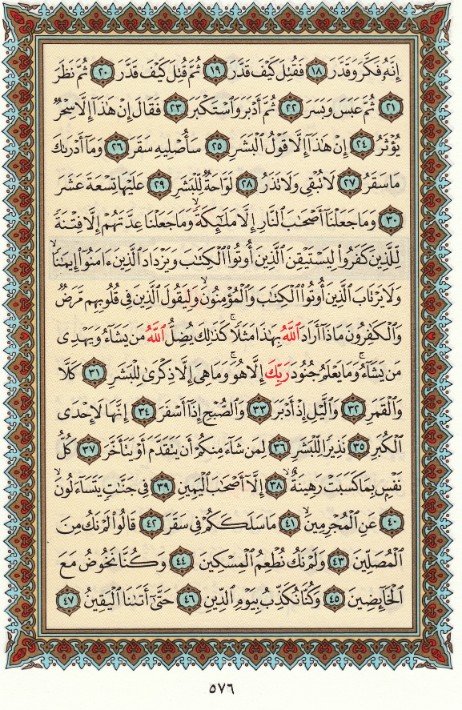 إِنَّهُۥ فَكَّرَ وَقَدَّرَ ﴿١٨﴾ فَقُتِلَ كَيْفَ قَدَّرَ ﴿١٩﴾ ثُمَّ قُتِلَ كَيْفَ قَدَّرَ ﴿٢٠﴾ ثُمَّ نَظَرَ
﴿٢١﴾ ثُمَّ عَبَسَ وَبَسَرَ ﴿٢٢﴾ ثُمَّ أَدْبَرَ وَٱسْتَكْبَرَ ﴿٢٣﴾ فَقَالَ إِنْ هَٰذَآ إِلَّا سِحْرٌ
يُؤْثَرُ ﴿٢٤﴾ إِنْ هَٰذَآ إِلَّا قَوْلُ ٱلْبَشَرِ ﴿٢٥﴾ سَأُصْلِيهِ سَقَرَ ﴿٢٦﴾ وَمَآ أَدْرَىٰكَ
مَا سَقَرُ ﴿٢٧﴾ لَا تُبْقِى وَلَا تَذَرُ ﴿٢٨﴾ لَوَّاحَةٌ لِّلْبَشَرِ ﴿٢٩﴾ عَلَيْهَا تِسْعَةَ عَشَرَ
﴿٣٠﴾ وَمَا جَعَلْنَآ أَصْحَٰبَ ٱلنَّارِ إِلَّا مَلَٰٓئِكَةً ۙ وَمَا جَعَلْنَا عِدَّتَهُمْ إِلَّا فِتْنَةً
لِّلَّذِينَ كَفَرُوا۟ لِيَسْتَيْقِنَ ٱلَّذِينَ أُوتُوا۟ ٱلْكِتَٰبَ وَيَزْدَادَ ٱلَّذِينَ ءَامَنُوٓا۟ إِيمَٰنًا ۙ
وَلَا يَرْتَابَ ٱلَّذِينَ أُوتُوا۟ ٱلْكِتَٰبَ وَٱلْمُؤْمِنُونَ ۙ وَلِيَقُولَ ٱلَّذِينَ فِى قُلُوبِهِم مَّرَضٌ
وَٱلْكَٰفِرُونَ مَاذَآ أَرَادَ ٱللَّهُ بِهَٰذَا مَثَلًا ۚ كَذَٰلِكَ يُضِلُّ ٱللَّهُ مَن يَشَآءُ وَيَهْدِى
مَن يَشَآءُ ۚ وَمَا يَعْلَمُ جُنُودَ رَبِّكَ إِلَّا هُوَ ۚ وَمَا هِىَ إِلَّا ذِكْرَىٰ لِلْبَشَرِ ﴿٣١﴾ كَلَّا
وَٱلْقَمَرِ ﴿٣٢﴾ وَٱلَّيْلِ إِذْ أَدْبَرَ ﴿٣٣﴾ وَٱلصُّبْحِ إِذَآ أَسْفَرَ ﴿٣٤﴾ إِنَّهَا لَإِحْدَى
ٱلْكُبَرِ ﴿٣٥﴾ نَذِيرًا لِّلْبَشَرِ ﴿٣٦﴾ لِمَن شَآءَ مِنكُمْ أَن يَتَقَدَّمَ أَوْ يَتَأَخَّرَ ﴿٣٧﴾ كُلُّ
نَفْسٍۭ بِمَا كَسَبَتْ رَهِينَةٌ ۙ ﴿٣٨﴾ إِلَّآ أَصْحَٰبَ ٱلْيَمِينِ ﴿٣٩﴾ فِى جَنَّٰتٍ يَتَسَآءَلُونَ ۙ
﴿٤٠﴾ عَنِ ٱلْمُجْرِمِينَ ۙ ﴿٤١﴾ مَا سَلَكَكُمْ فِى سَقَرَ ﴿٤٢﴾ قَالُوا۟ لَمْ نَكُ مِنَ
ٱلْمُصَلِّينَ ﴿٤٣﴾ وَلَمْ نَكُ نُطْعِمُ ٱلْمِسْكِينَ ﴿٤٤﴾ وَكُنَّا نَخُوضُ مَعَ
ٱلْخَآئِضِينَ ﴿٤٥﴾ وَكُنَّا نُكَذِّبُ بِيَوْمِ ٱلدِّينِ ﴿٤٦﴾ حَتَّىٰٓ أَتَىٰنَا ٱلْيَقِينُ ﴿٤٧﴾
٥٧٦